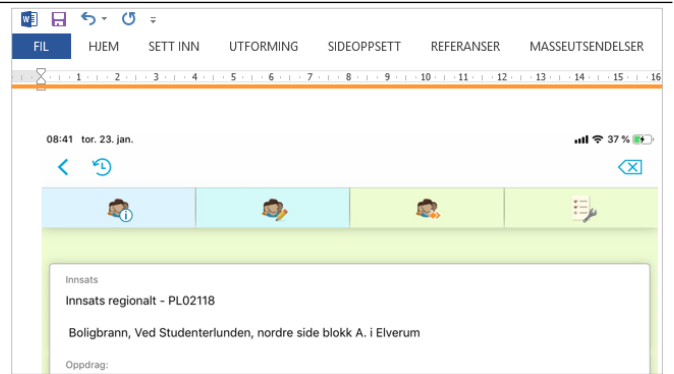 FIL HJEM SETT INN UTFORMING SIDEOPPSETT REFERANSER MASSEUTSENDELSER
1 2 3 4 5 6 7 8 9 10 11 12 13 14 15 16
08:41 tor. 23. jan. 37 %
Innsats
Innsats regionalt - PL02118
Boligbrann, Ved Studenterlunden, nordre side blokk A. i Elverum
Oppdrag: